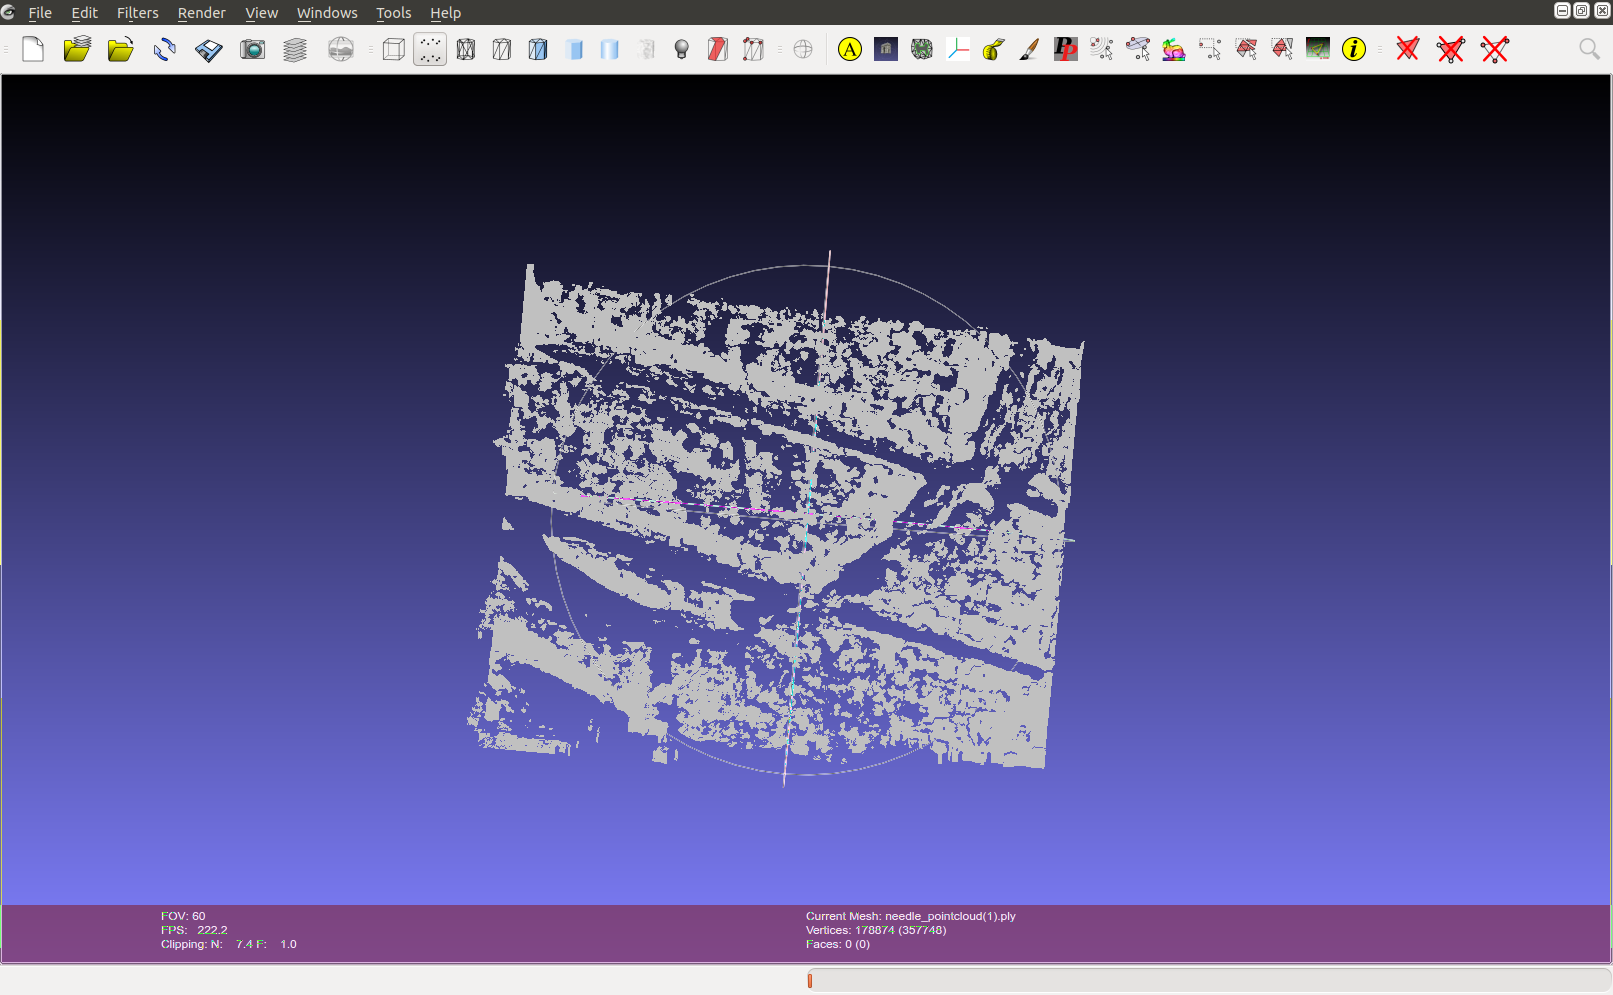 File Edit Filters Render View Windows Tools Help
A
PP
i
FOV: 60
FPS: 222.2
Clipping: N: 7.4 F: 1.0
Current Mesh: needle_pointcloud(1).ply
Vertices: 178874 (357748)
Faces: 0 (0)